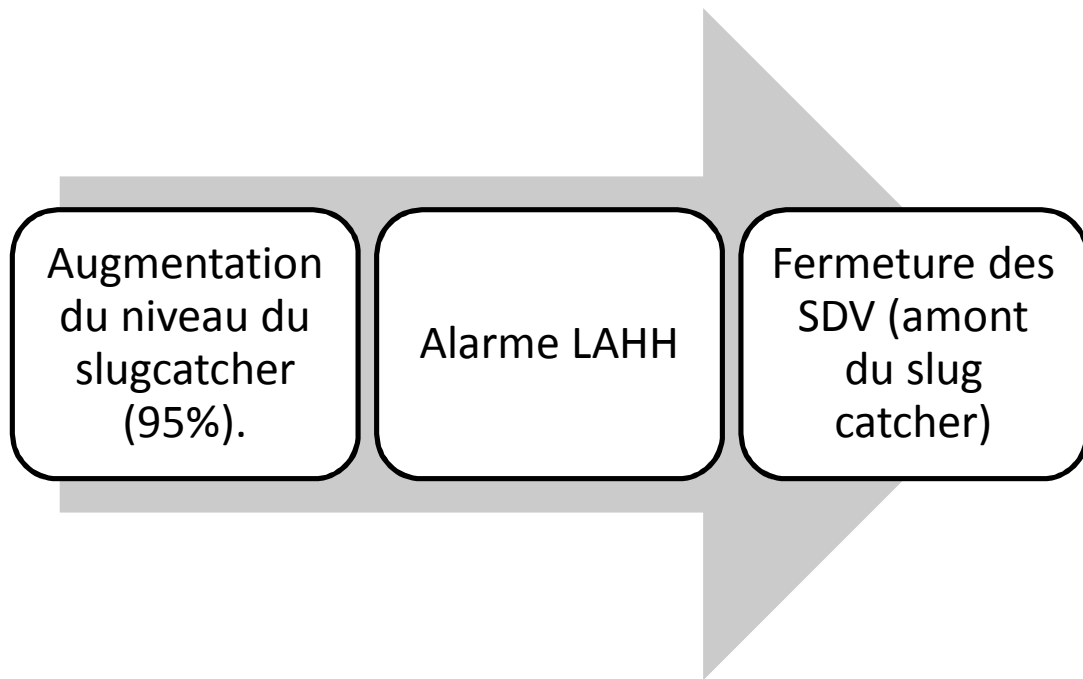 Augmentation
du niveau du
slugcatcher
(95%).
Alarme LAHH
Fermeture des
SDV (amont
du slug
catcher)